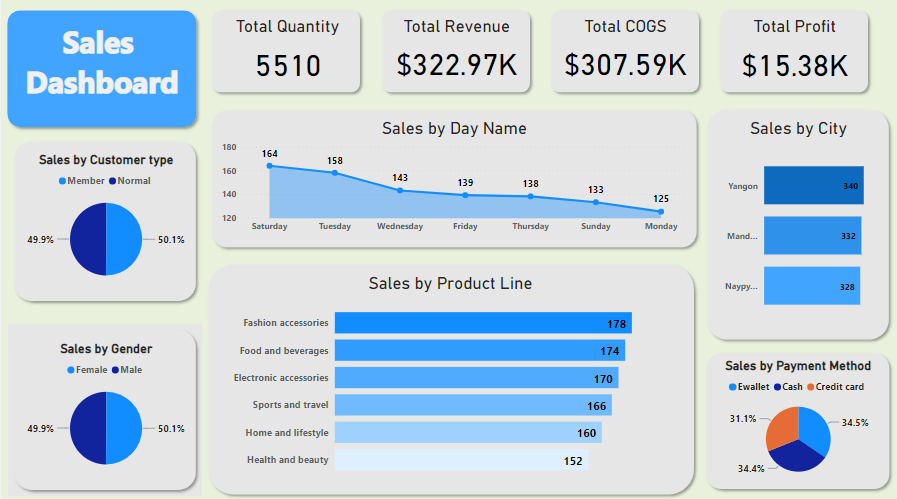 Sales
Dashboard
Total Quantity
5510
Total Revenue
$322.97K
Total COGS
$307.59K
Total Profit
$15.38K
Sales by Customer type
Member Normal
49.9%
50.1%
Sales by Gender
Female Male
49.9%
50.1%
Sales by Day Name
180
160
140
120
164
158
143
139
138
133
125
Saturday Tuesday Wednesday Friday Thursday Sunday Monday
Sales by Product Line
Fashion accessories 178
Food and beverages 174
Electronic accessories 170
Sports and travel 166
Home and lifestyle 160
Health and beauty 152
Sales by City
Yangon 340
Mand... 332
Naypy... 328
Sales by Payment Method
Ewallet Cash Credit card
31.1%
34.5%
34.4%